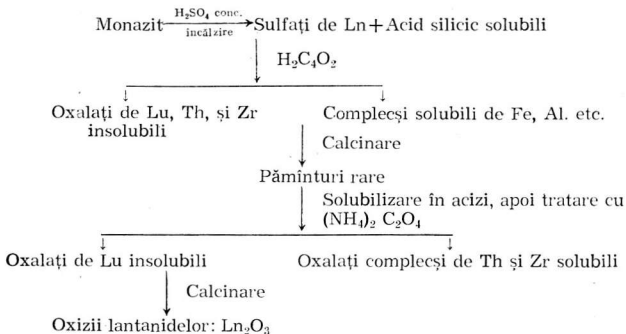 Monazit H₂SO₄ conc. încălzire Sulfați de Ln+Acid silicic solubili
H₂C₄O₂
Oxalați de Lu, Th, și Zr insolubili
Complecși solubili de Fe, Al. etc.
Calcinare
Pămînturi rare
Solubilizare în acizi, apoi tratare cu
(NH₄)₂ C₂O₄
Oxalați de Lu insolubili
Oxalați complecși de Th și Zr solubili
Calcinare
Oxizii lantanidelor: Ln₂O₃